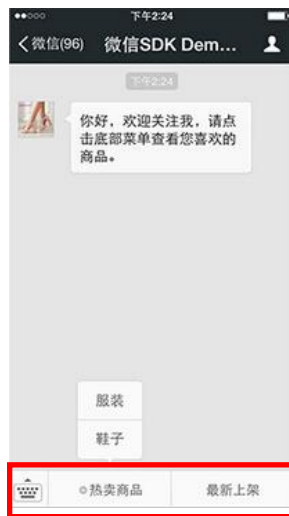 下午2:24
微信(96) 微信SDK Dem...
下午2:24
你好，欢迎关注我，请点
击底部菜单查看您喜欢的
商品。
服装
鞋子
热卖商品 最新上架